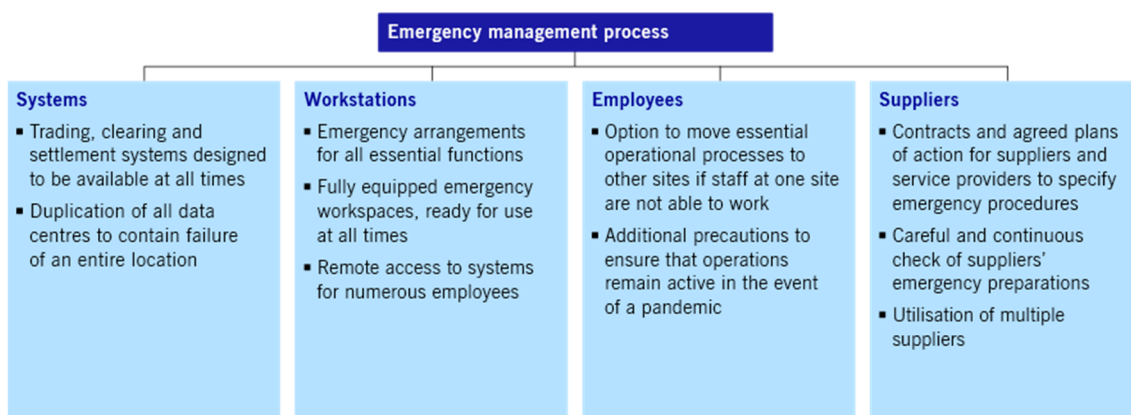 Emergency management process
Systems
▪ Trading, clearing and
settlement systems designed
to be available at all times
▪ Duplication of all data
centres to contain failure
of an entire location
Workstations
▪ Emergency arrangements
for all essential functions
▪ Fully equipped emergency
workspaces, ready for use
at all times
▪ Remote access to systems
for numerous employees
Employees
▪ Option to move essential
operational processes to
other sites if staff at one site
are not able to work
▪ Additional precautions to
ensure that operations
remain active in the event
of a pandemic
Suppliers
▪ Contracts and agreed plans
of action for suppliers and
service providers to specify
emergency procedures
▪ Careful and continuous
check of suppliers’
emergency preparations
▪ Utilisation of multiple
suppliers